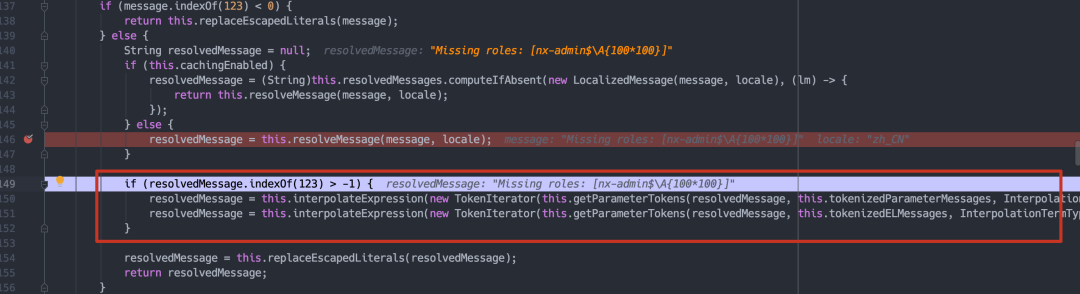 137 if (message.indexOf(123) < 0) {
138 return this.replaceEscapedLiterals(message);
139 } else {
140 String resolvedMessage = null; resolvedMessage: "Missing roles: [nx-admin$\A{100*100}]"
141 if (this.cachingEnabled) {
142 resolvedMessage = (String)this.resolvedMessages.computeIfAbsent(new LocalizedMessage(message, locale), (lm) -> {
143 return this.resolveMessage(message, locale);
144 });
145 } else {
146 resolvedMessage = this.resolveMessage(message, locale); message: "Missing roles: [nx-admin$\A{100*100}]" locale: "zh_CN"
147 }
148
149 if (resolvedMessage.indexOf(123) > -1) { resolvedMessage: "Missing roles: [nx-admin$\A{100*100}]"
150 resolvedMessage = this.interpolateExpression(new TokenIterator(this.getParameterTokens(resolvedMessage, this.tokenizedParameterMessages, Interpolation
151 resolvedMessage = this.interpolateExpression(new TokenIterator(this.getParameterTokens(resolvedMessage, this.tokenizedELMessages, InterpolationTermTyp
152 }
153
154 resolvedMessage = this.replaceEscapedLiterals(resolvedMessage);
155 return resolvedMessage;
156 }